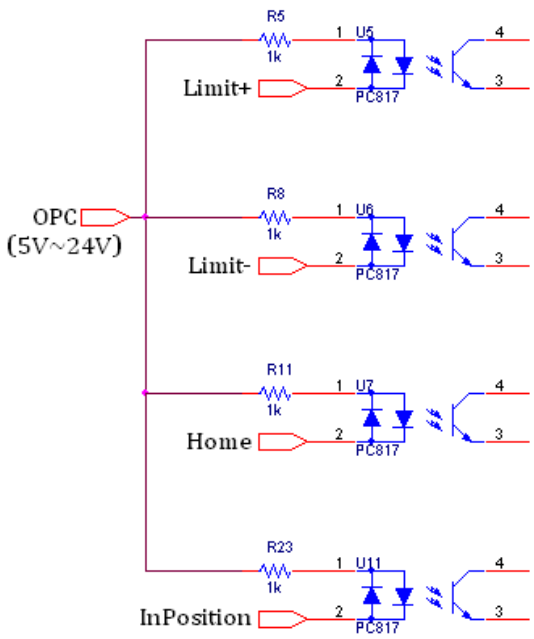 R5
1 U5 4
1k
Limit+ 2 3
PC817
R8
OPC 1 U6 4
(5V~24V) 1k
Limit- 2 3
PC817
R11
1 U7 4
1k
Home 2 3
PC817
R23
1 U11 4
1k
InPosition 2 3
PC817